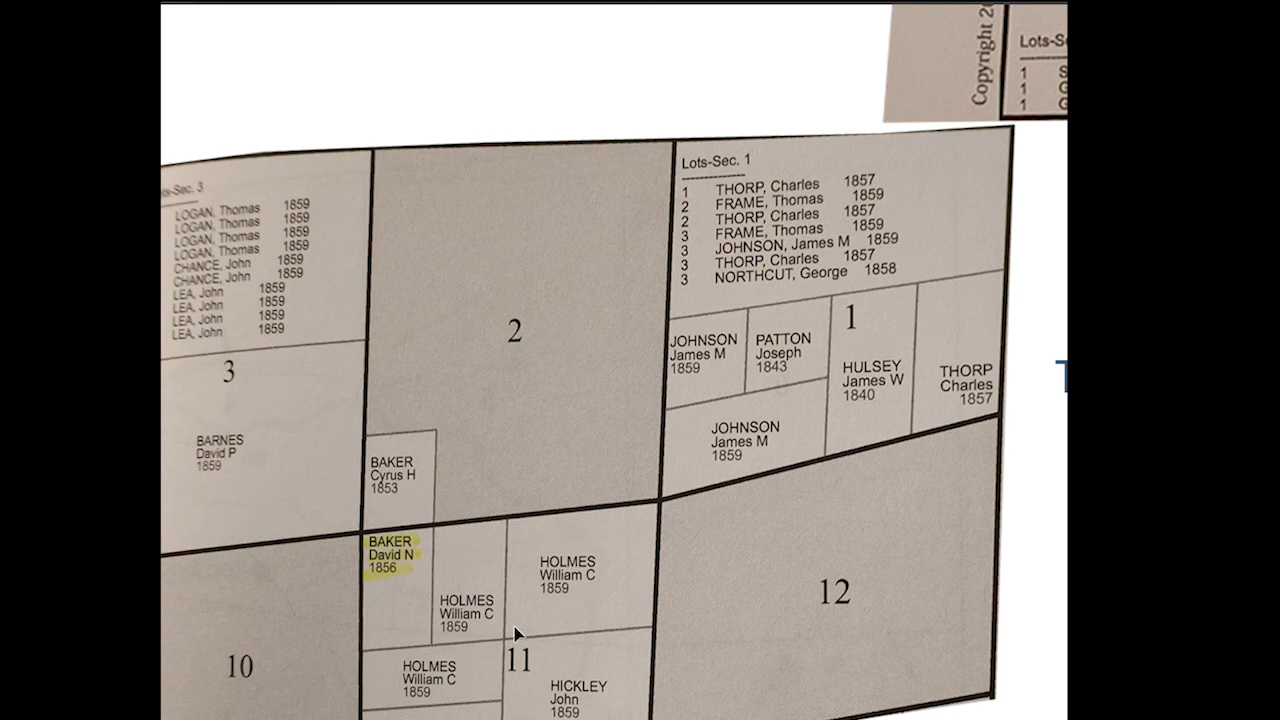 Copyright 2
Lots-S
1 S
1 G
1 G
Sec. 3
LOGAN, Thomas 1859
LOGAN, Thomas 1859
LOGAN, Thomas 1859
LOGAN, Thomas 1859
CHANCE, John 1859
CHANCE, John 1859
LEA, John 1859
LEA, John 1859
LEA, John 1859
LEA, John 1859
3
BARNES
David P
1859
2
BAKER
Cyrus H
1853
Lots-Sec. 1
1 THORP, Charles 1857
2 FRAME, Thomas 1859
2 THORP, Charles 1857
3 FRAME, Thomas 1859
3 JOHNSON, James M 1859
3 THORP, Charles 1857
3 NORTHCUT, George 1858
1
JOHNSON
James M
1859
PATTON
Joseph
1843
HULSEY
James W
1840
THORP
Charles
1857
JOHNSON
James M
1859
10
BAKER
David N
1856
HOLMES
William C
1859
HOLMES
William C
1859
HOLMES
William C
1859
11
HICKLEY
John
1859
12
T